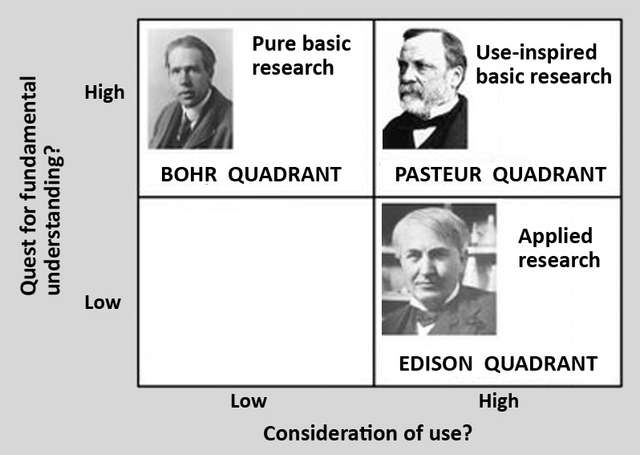 Quest for fundamental
understanding?
High
Pure basic
research
BOHR QUADRANT
Use-inspired
basic research
PASTEUR QUADRANT
Low
Applied
research
EDISON QUADRANT
Low
High
Consideration of use?